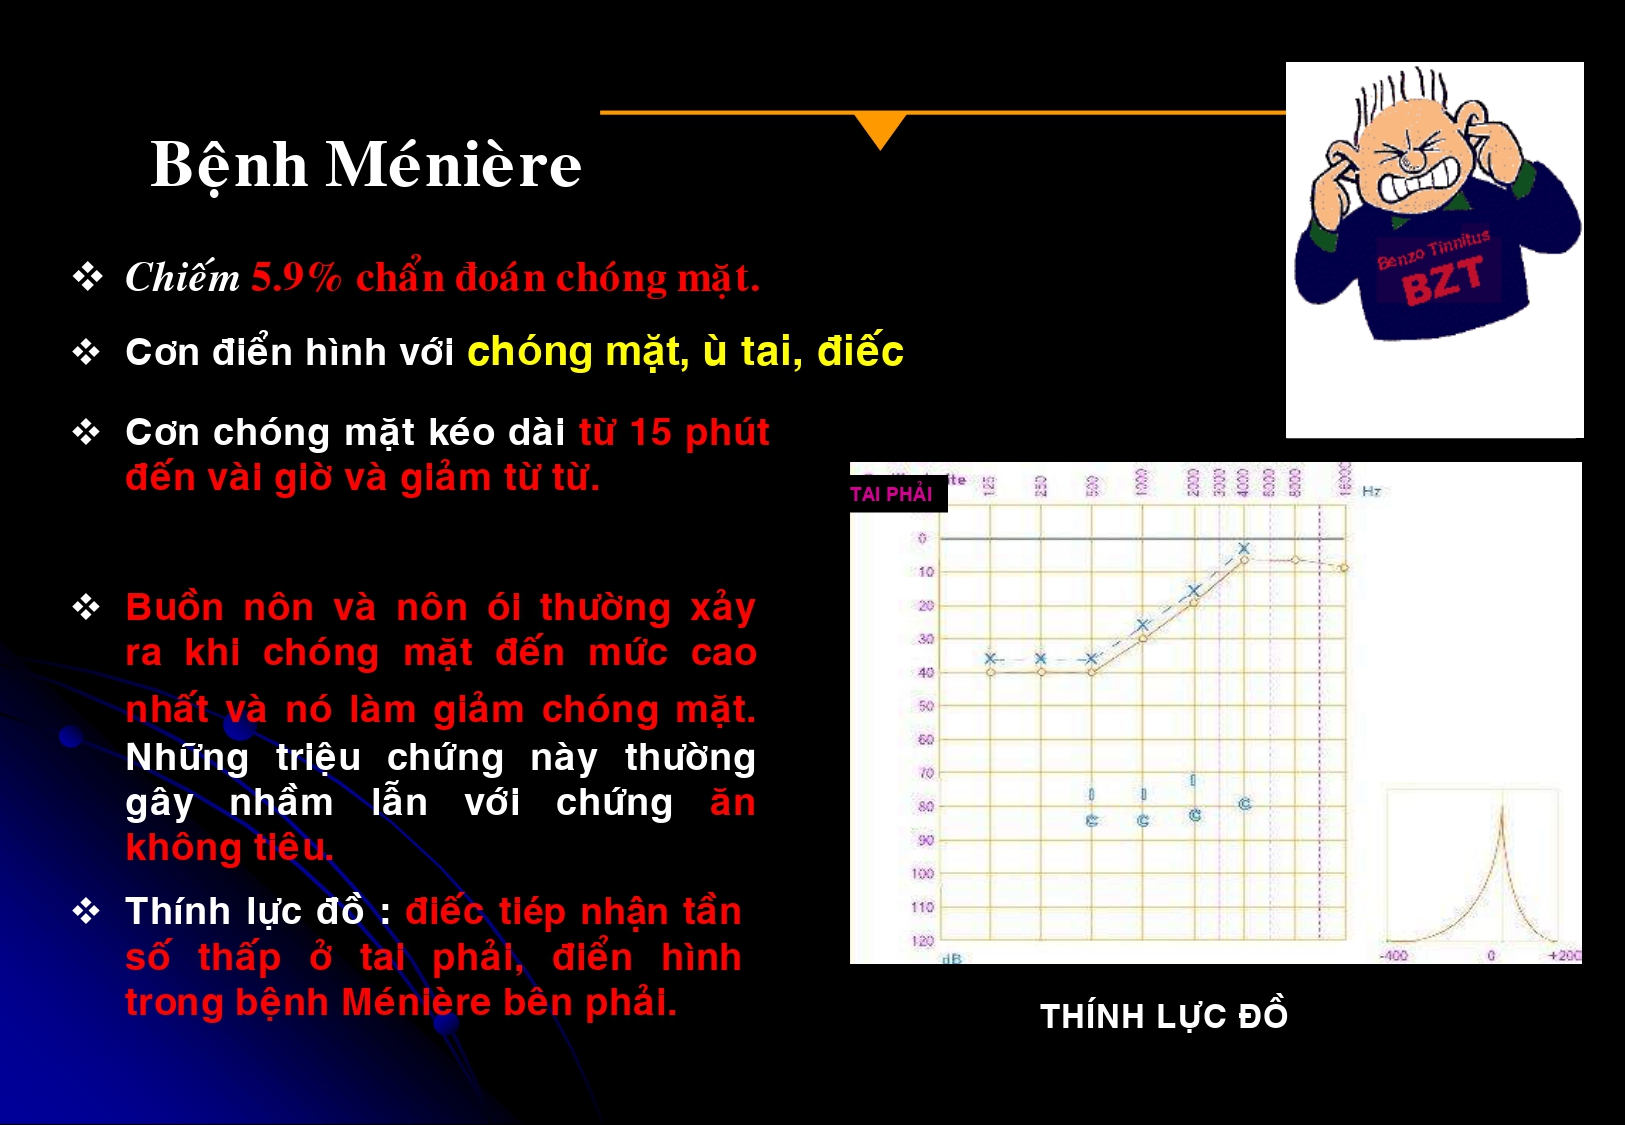 Bệnh Ménière
Benzo Tinnitus
BZT
❖ Chiếm 5.9% chẩn đoán chóng mặt.
❖ Cơn điển hình với chóng mặt, ù tai, điếc
❖ Cơn chóng mặt kéo dài từ 15 phút
đến vài giờ và giảm từ từ.
❖ Buồn nôn và nôn ói thường xảy
ra khi chóng mặt đến mức cao
nhất và nó làm giảm chóng mặt.
Những triệu chứng này thường
gây nhầm lẫn với chứng ăn
không tiêu.
❖ Thính lực đồ : điếc tiép nhận tần
số thấp ở tai phải, điển hình
trong bệnh Ménière bên phải.
TAI PHẢI
125 250 500 1000 2000 3000 4000 6000 8000 16000 Hz
0
10
20
30
40
50
60
70
80
90
100
110
120
dB
-400 0 +200
THÍNH LỰC ĐỒ